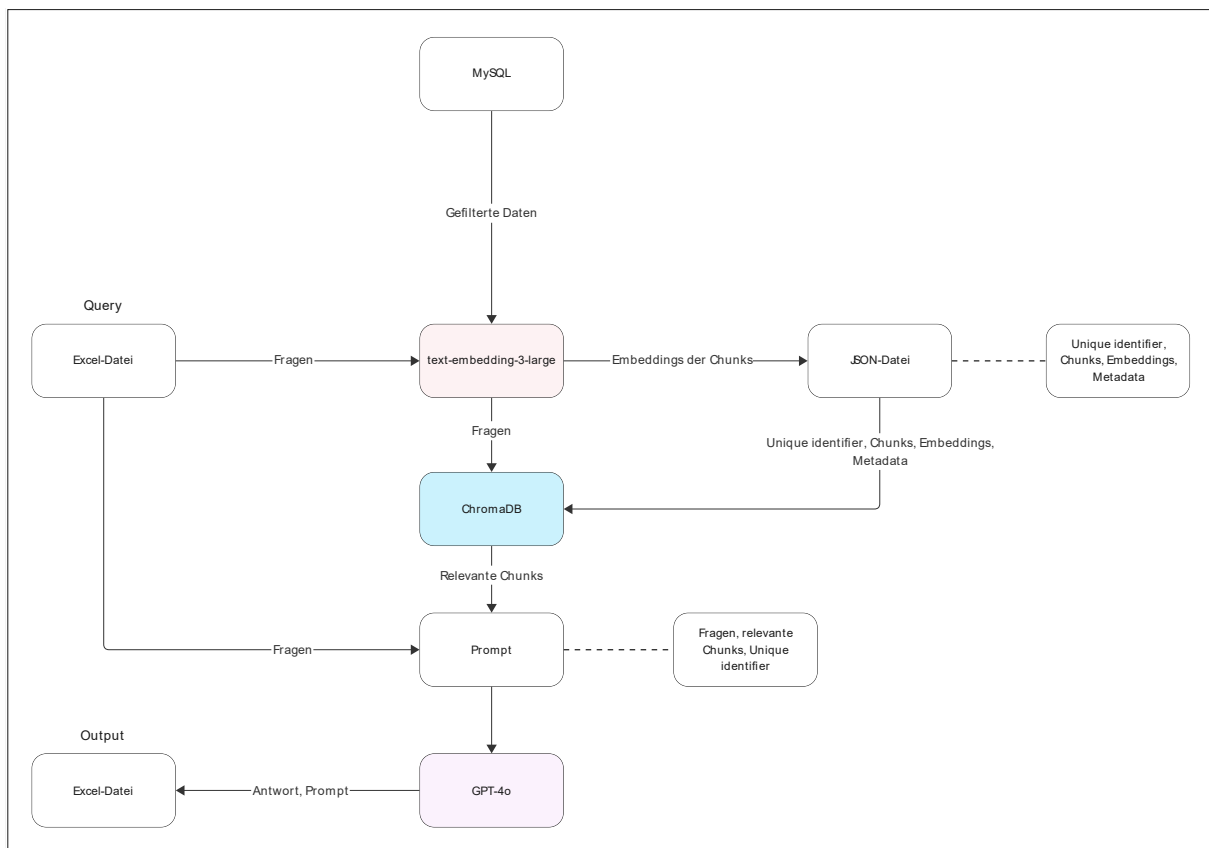 MySQL
Gefilterte Daten
Query
Excel-Datei
Fragen
text-embedding-3-large
Embeddings der Chunks
JSON-Datei
Unique identifier,
Chunks, Embeddings,
Metadata
Fragen
Unique identifier, Chunks, Embeddings,
Metadata
ChromaDB
Relevante Chunks
Fragen
Prompt
Fragen, relevante
Chunks, Unique
identifier
Output
Excel-Datei
Antwort, Prompt
GPT-4o